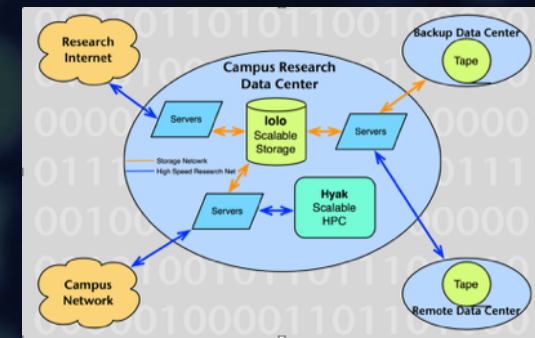 Research
Internet
Backup Data Center
Tape
Campus Research
Data Center
Servers
lolo
Scalable
Storage
Servers
Storage Netowrk
High Speed Research Net
Servers
Hyak
Scalable
HPC
Campus
Network
Tape
Remote Data Center